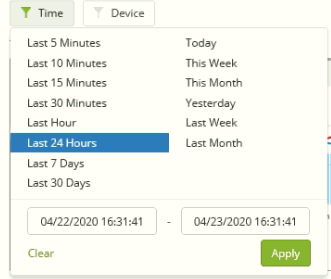 Time Device
Last 5 Minutes Today
Last 10 Minutes This Week
Last 15 Minutes This Month
Last 30 Minutes Yesterday
Last Hour Last Week
Last 24 Hours Last Month
Last 7 Days
Last 30 Days
04/22/2020 16:31:41 - 04/23/2020 16:31:41
Clear Apply